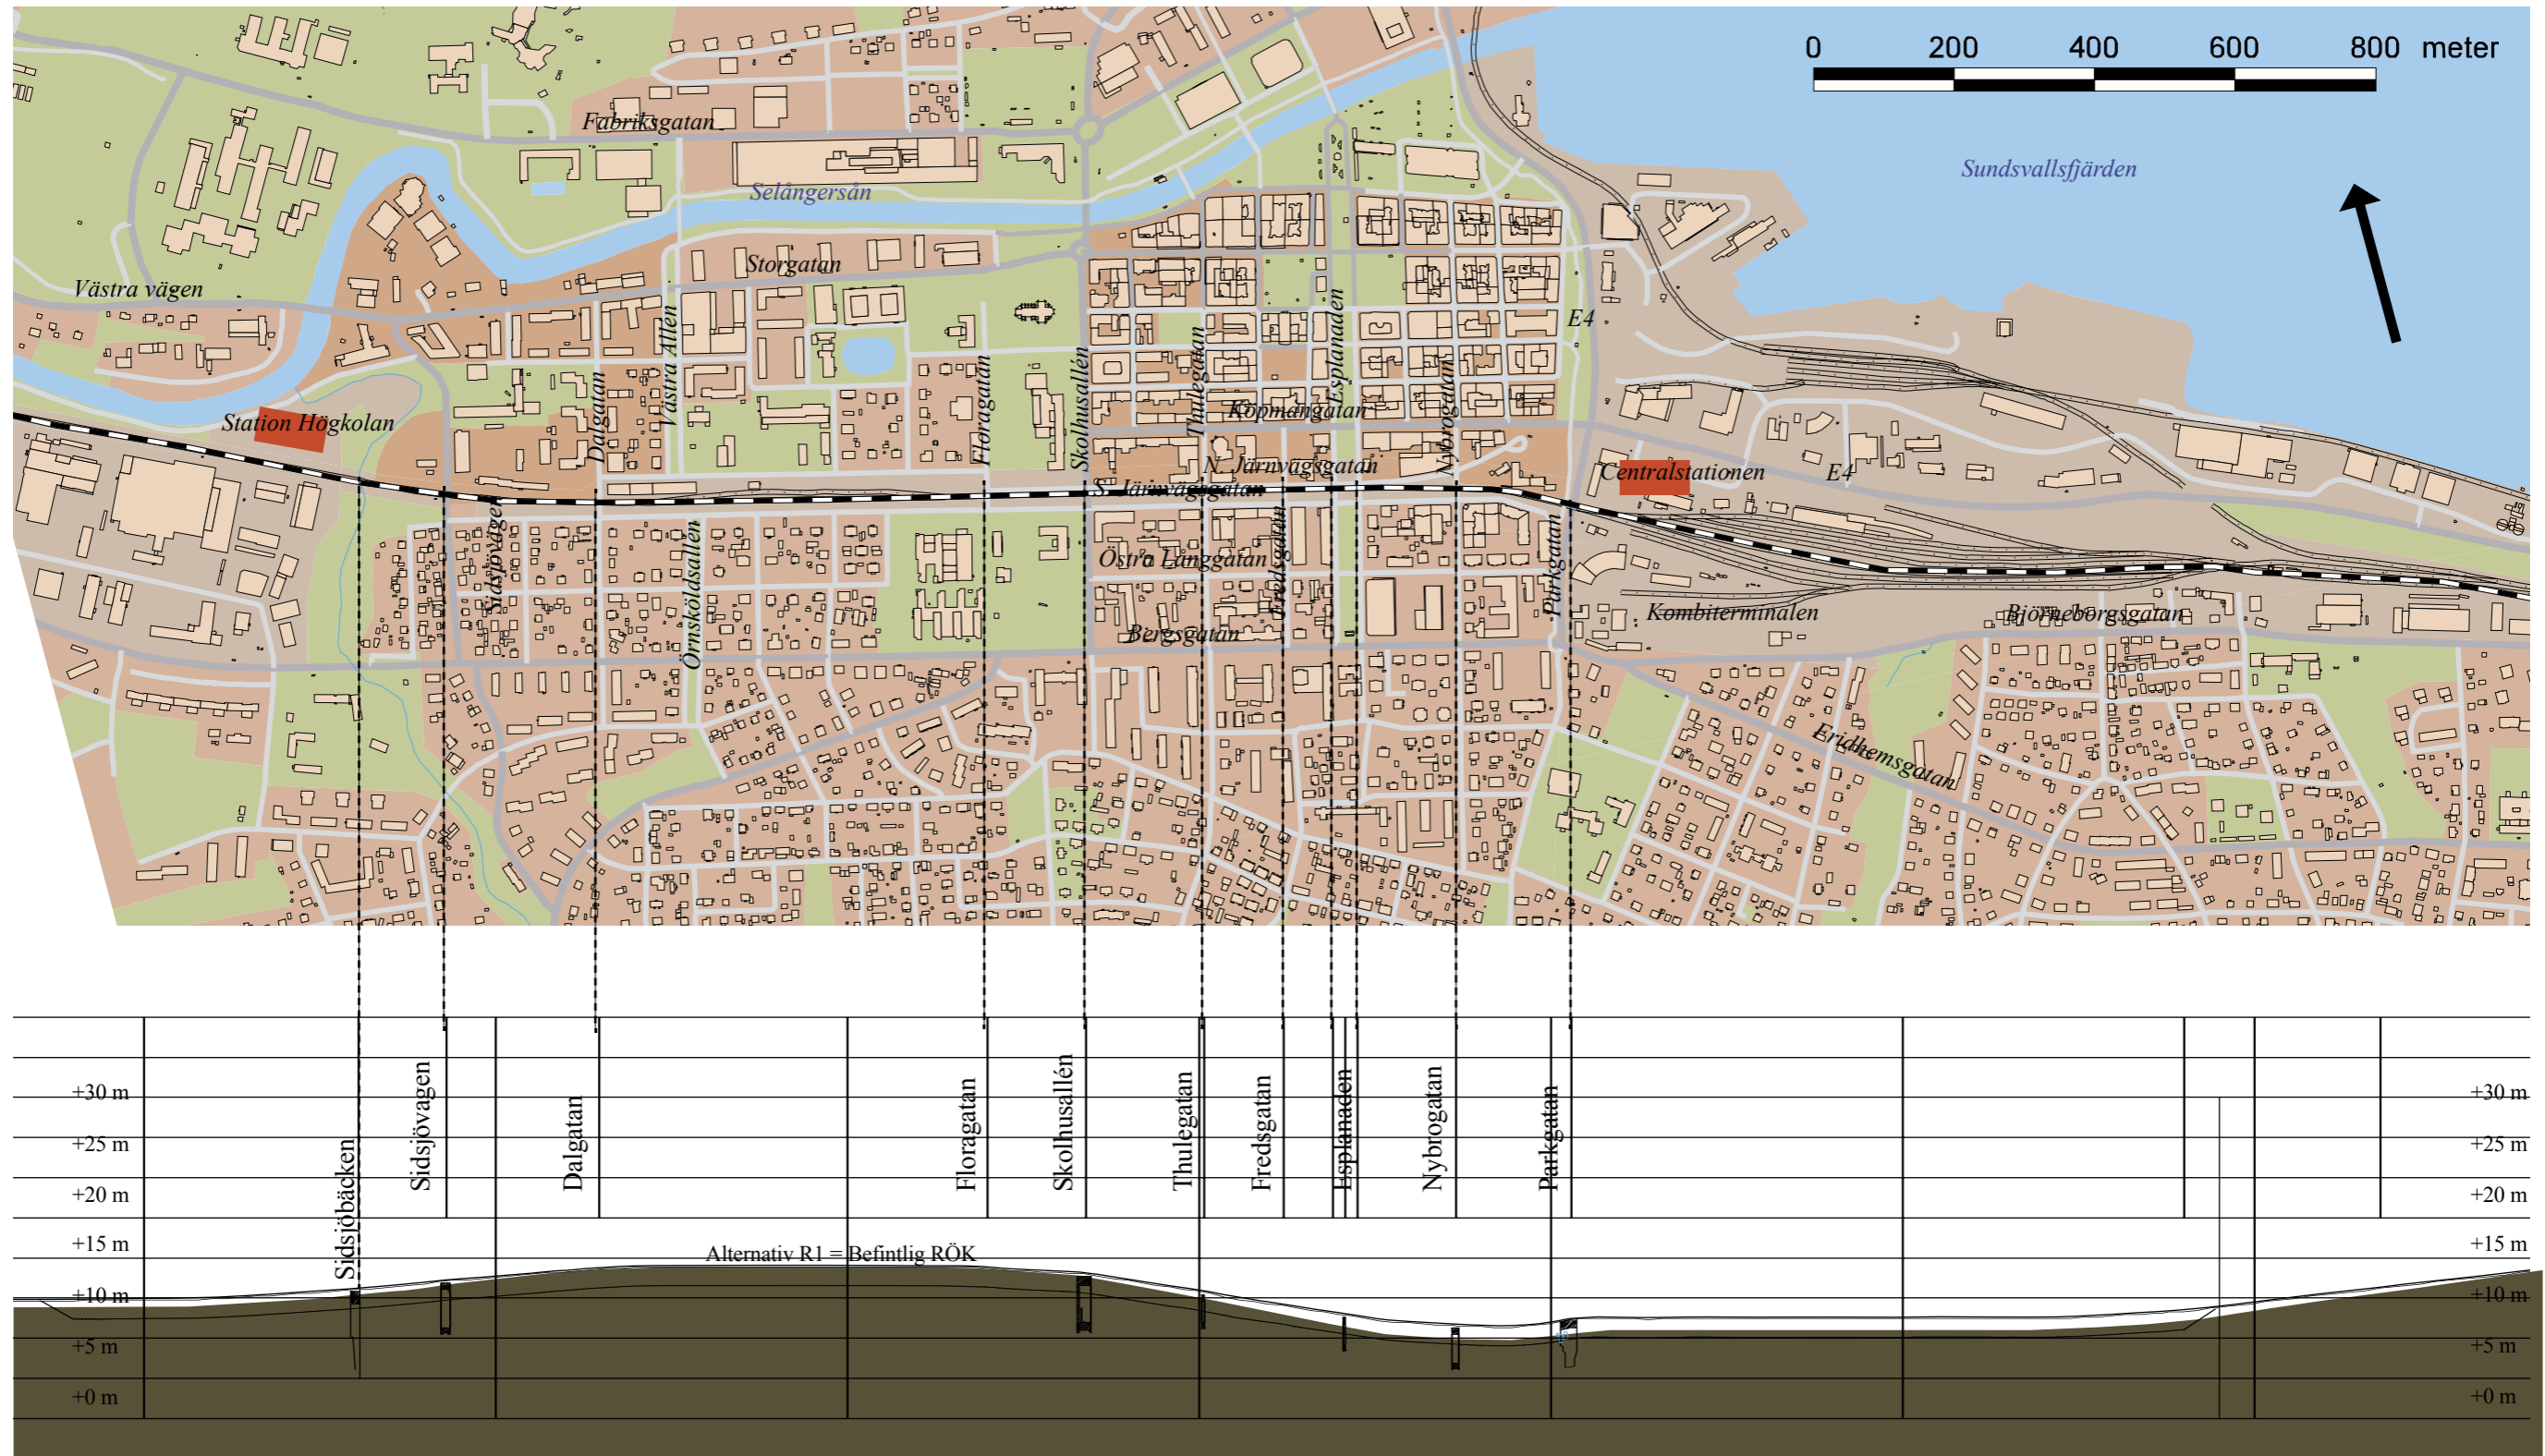 0 200 400 600 800 meter
Fabriksgatan
Sundsvallsfjärden
Selångersån
Storgatan
Västra vägen
E4
Västra Allén
Esplanaden
Thulegatan
Skolhusallén
Floragatan
Dalgatan
Nybrogatan
Köpmangatan
Station Högkolan
N. Järnvägsgatan
Centralstationen
E4
S. Järnvägsgatan
Sidsjövägen
Örnsköldsallén
Östra Långgatan
Fredsgatan
Parkgatan
Bergsgatan
Kombiterminalen
Björneborgsgatan
Fridhemsgatan
Sidsjöbäcken
Sidsjövägen
Dalgatan
Floragatan
Skolhusallén
Thulegatan
Fredsgatan
Esplanaden
Nybrogatan
Parkgatan
+30 m +30 m
+25 m +25 m
+20 m +20 m
+15 m +15 m
Alternativ R1 = Befintlig RÖK
+10 m +10 m
+5 m +5 m
+0 m +0 m